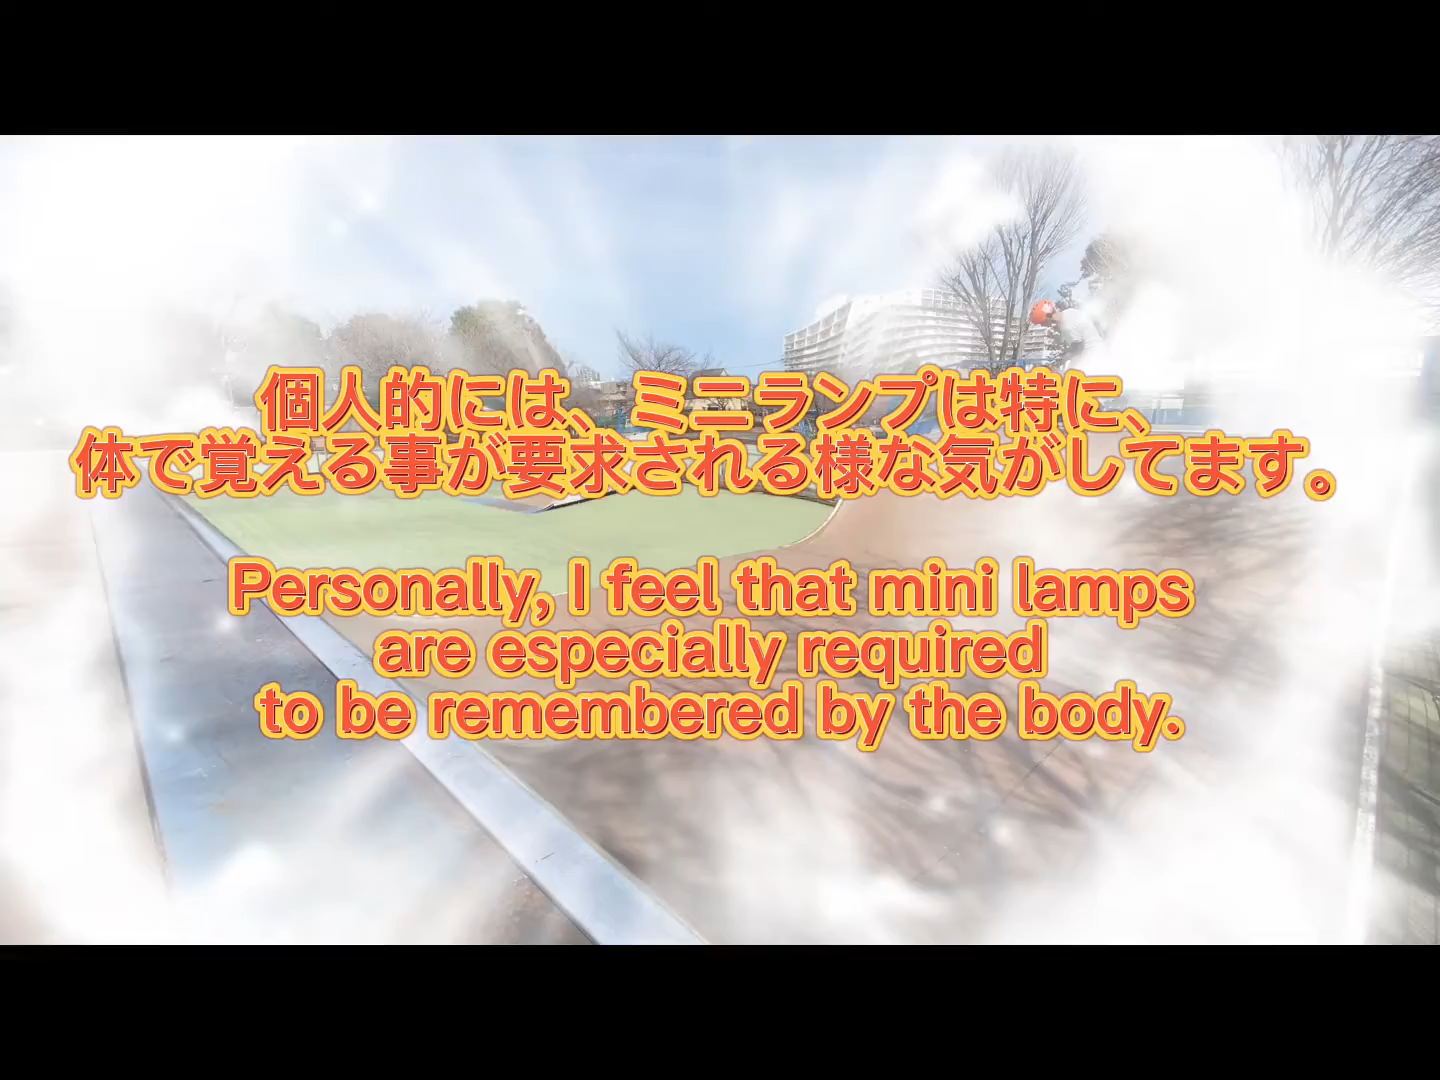 個人的には、ミニランプは特に、
体で覚える事が要求される様な気がしてます。
Personally, I feel that mini lamps
are especially required
to be remembered by the body.